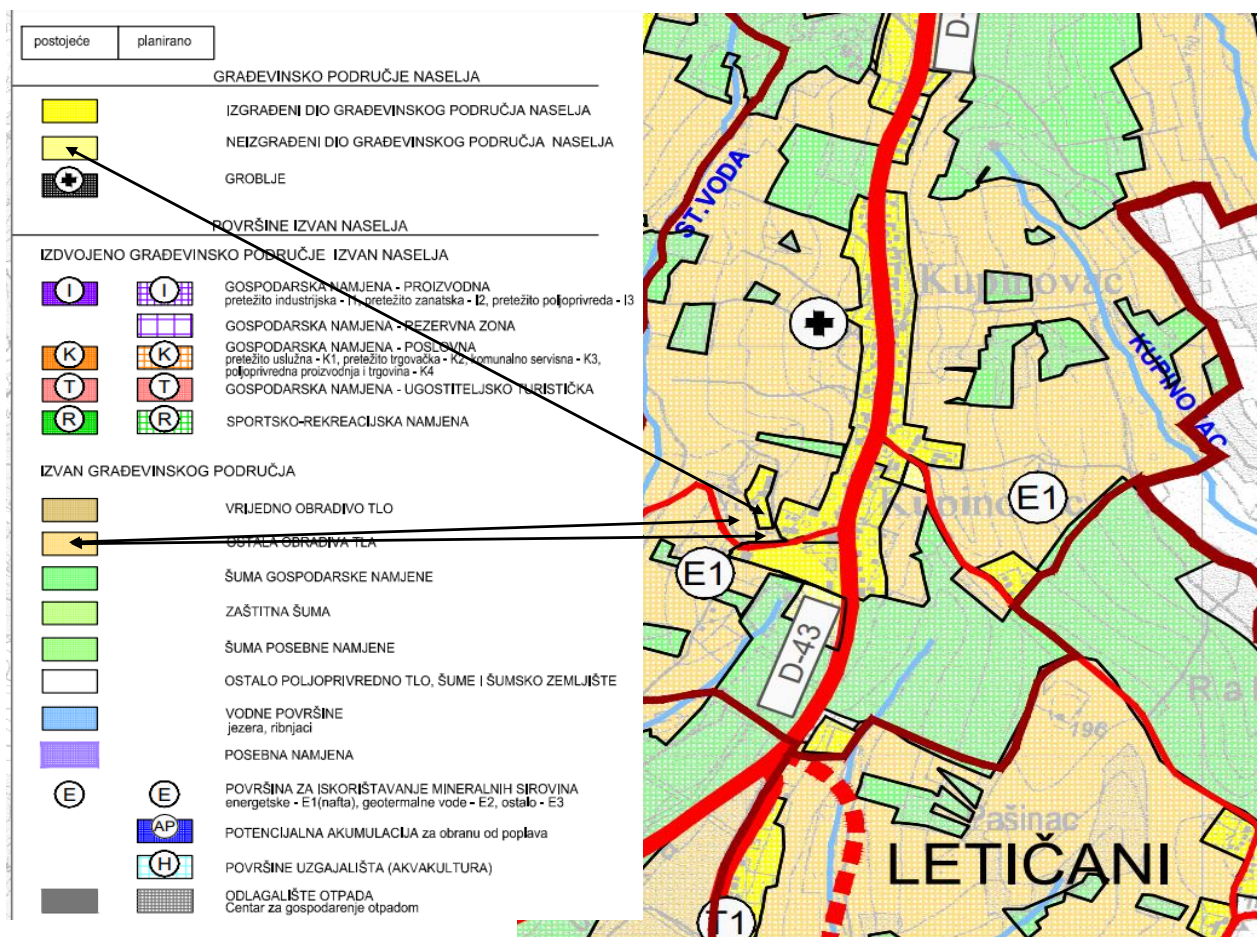 postojeće planirano
GRAĐEVINSKO PODRUČJE NASELJA
IZGRAĐENI DIO GRAĐEVINSKOG PODRUČJA NASELJA
NEIZGRAĐENI DIO GRAĐEVINSKOG PODRUČJA NASELJA
GROBLJE
POVRŠINE IZVAN NASELJA
IZDVOJENO GRAĐEVINSKO PODRUČJE IZVAN NASELJA
I I GOSPODARSKA NAMJENA - PROIZVODNA
pretežito industrijska - I1, pretežito zanatska - I2, pretežito poljoprivreda - I3
GOSPODARSKA NAMJENA - REZERVNA ZONA
K K GOSPODARSKA NAMJENA - POSLOVNA
pretežito uslužna - K1, pretežito trgovačka - K2, komunalno servisna - K3,
poljoprivredna proizvodnja i trgovina - K4
T T GOSPODARSKA NAMJENA - UGOSTITELJSKO TURISTIČKA
R R SPORTSKO-REKREACIJSKA NAMJENA
IZVAN GRAĐEVINSKOG PODRUČJA
VRIJEDNO OBRADIVO TLO
OSTALA OBRADIVA TLA
ŠUMA GOSPODARSKE NAMJENE
ZAŠTITNA ŠUMA
ŠUMA POSEBNE NAMJENE
OSTALO POLJOPRIVREDNO TLO, ŠUME I ŠUMSKO ZEMLJIŠTE
VODNE POVRŠINE
jezera, ribnjaci
POSEBNA NAMJENA
E E POVRŠINA ZA ISKORIŠTAVANJE MINERALNIH SIROVINA
energetske - E1(nafta), geotermalne vode - E2, ostalo - E3
AP POTENCIJALNA AKUMULACIJA za obranu od poplava
H POVRŠINE UZGAJALIŠTA (AKVAKULTURA)
ODLAGALIŠTE OTPADA
Centar za gospodarenje otpadom
D-
ST.VODA
Kupinovac
KUPINOVAC
Kupinovac
E1
E1
D-43
196
Pašinac
LETIČANI
T1